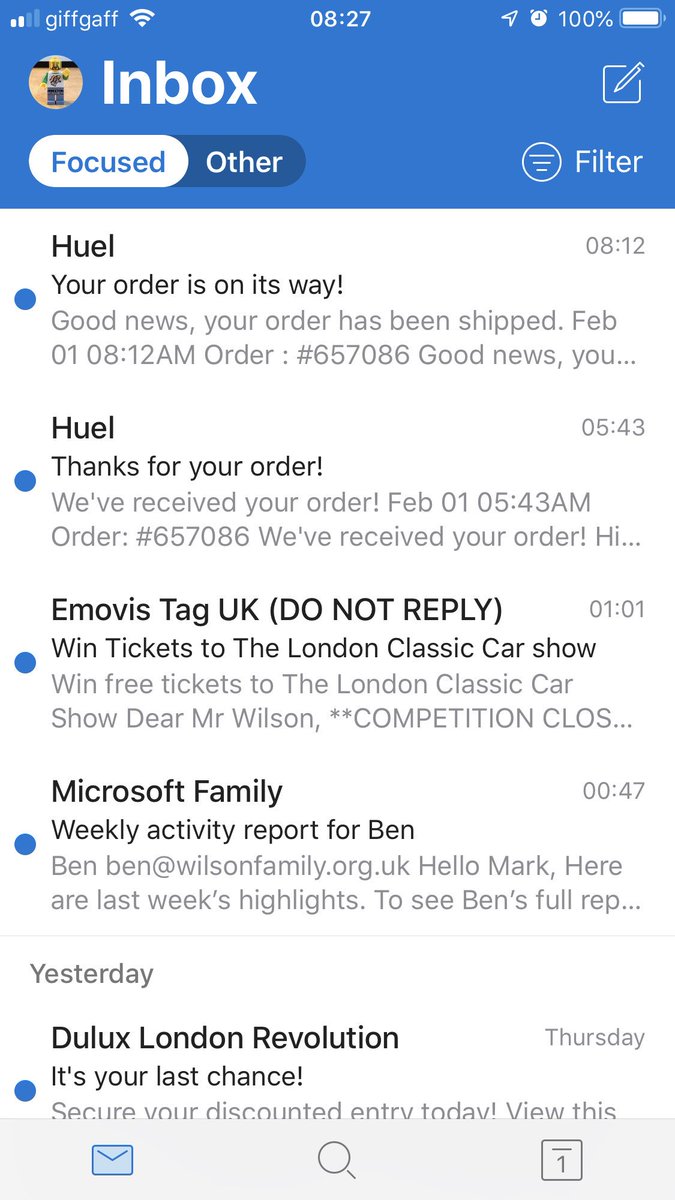 giffgaff 08:27 100%
Inbox
Focused Other Filter
Huel 08:12
Your order is on its way!
Good news, your order has been shipped. Feb
01 08:12AM Order : #657086 Good news, you...
Huel 05:43
Thanks for your order!
We've received your order! Feb 01 05:43AM
Order: #657086 We've received your order! Hi...
Emovis Tag UK (DO NOT REPLY) 01:01
Win Tickets to The London Classic Car show
Win free tickets to The London Classic Car
Show Dear Mr Wilson, **COMPETITION CLOS...
Microsoft Family 00:47
Weekly activity report for Ben
Ben ben@wilsonfamily.org.uk Hello Mark, Here
are last week’s highlights. To see Ben’s full rep...
Yesterday
Dulux London Revolution Thursday
It's your last chance!
Secure your discounted entry today! View this
1